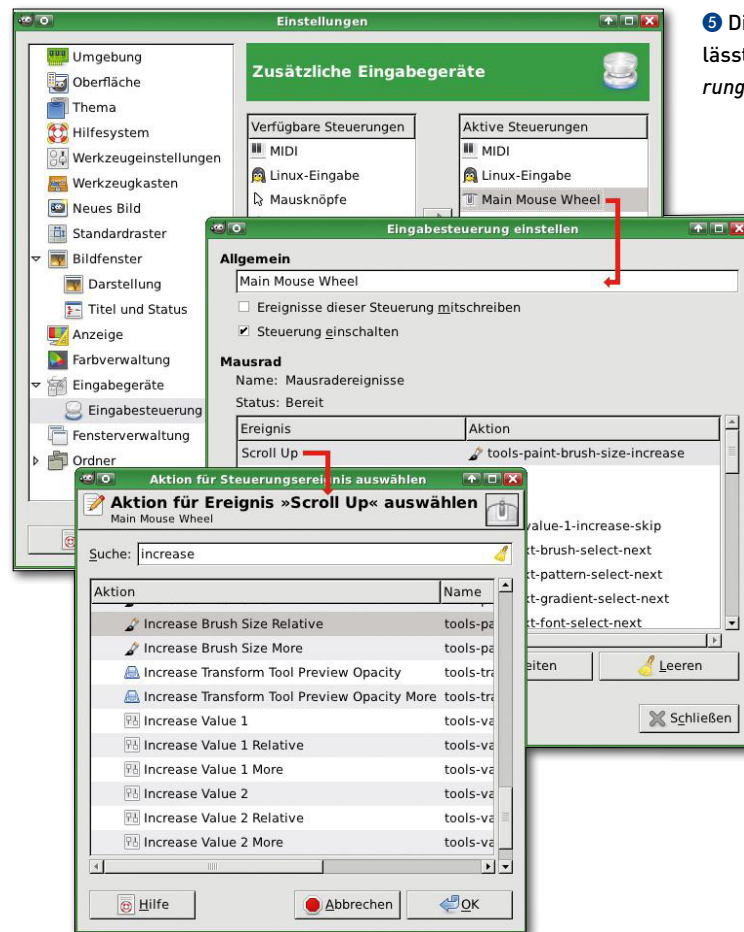 Einstellungen
Umgebung
Oberfläche
Thema
Hilfesystem
Werkzeugeinstellungen
Werkzeugkasten
Neues Bild
Standardraster
Bildfenster
Darstellung
Titel und Status
Anzeige
Farbverwaltung
Eingabegeräte
Eingabesteuerung
Fensterverwaltung
Ordner
Zusätzliche Eingabegeräte
Verfügbare Steuerungen
MIDI
Linux-Eingabe
Mausknöpfe
Aktive Steuerungen
MIDI
Linux-Eingabe
Main Mouse Wheel
Eingabesteuerung einstellen
Allgemein
Main Mouse Wheel
Ereignisse dieser Steuerung mitschreiben
Steuerung einschalten
Mausrad
Name: Mausradereignisse
Status: Bereit
Ereignis Aktion
Scroll Up tools-paint-brush-size-increase
value-1-increase-skip
xt-brush-select-next
xt-pattern-select-next
xt-gradient-select-next
xt-font-select-next
eiten
Leeren
Schließen
Aktion für Steuerungsereignis auswählen
Aktion für Ereignis »Scroll Up« auswählen
Main Mouse Wheel
Suche: increase
Aktion Name
Increase Brush Size Relative tools-pa
Increase Brush Size More tools-pa
Increase Transform Tool Preview Opacity tools-tra
Increase Transform Tool Preview Opacity More tools-tra
Increase Value 1 tools-va
Increase Value 1 Relative tools-va
Increase Value 1 More tools-va
Increase Value 2 tools-va
Increase Value 2 Relative tools-va
Increase Value 2 More tools-va
Hilfe
Abbrechen
OK
5 Di
lässt
rung